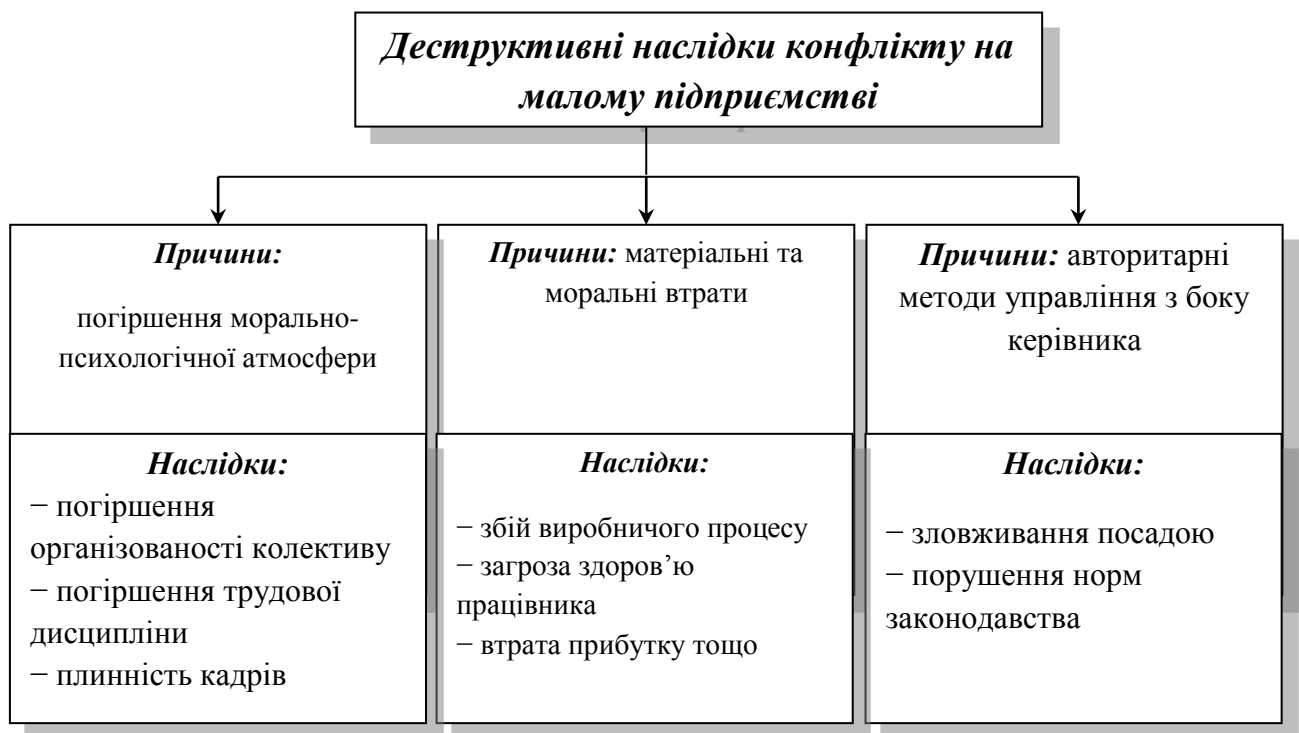 Деструктивні наслідки конфлікту на
малому підприємстві
Причини:
погіршення морально-
психологічної атмосфери
Наслідки:
− погіршення
організованості колективу
− погіршення трудової
дисципліни
− плинність кадрів
Причини: матеріальні та
моральні втрати
Наслідки:
− збій виробничого процесу
− загроза здоров’ю
працівника
− втрата прибутку тощо
Причини: авторитарні
методи управління з боку
керівника
Наслідки:
− зловживання посадою
− порушення норм
законодавства